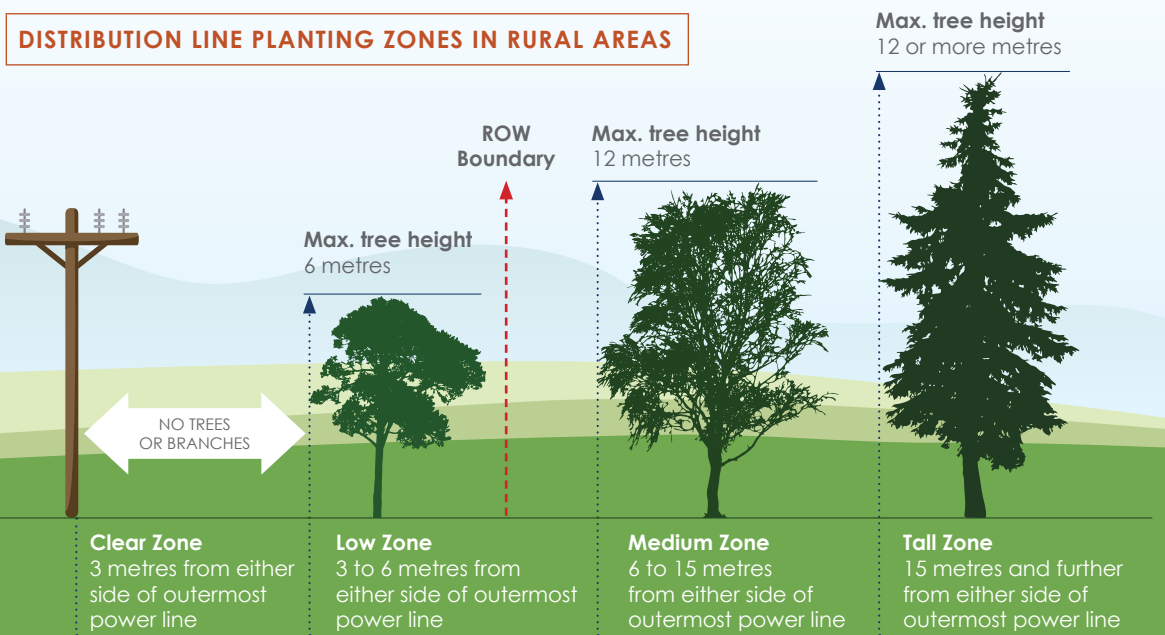 DISTRIBUTION LINE PLANTING ZONES IN RURAL AREAS
Max. tree height
12 or more metres
ROW
Boundary
Max. tree height
12 metres
Max. tree height
6 metres
NO TREES
OR BRANCHES
Clear Zone
3 metres from either
side of outermost
power line
Low Zone
3 to 6 metres from
either side of outermost
power line
Medium Zone
6 to 15 metres
from either side of
outermost power line
Tall Zone
15 metres and further
from either side of
outermost power line